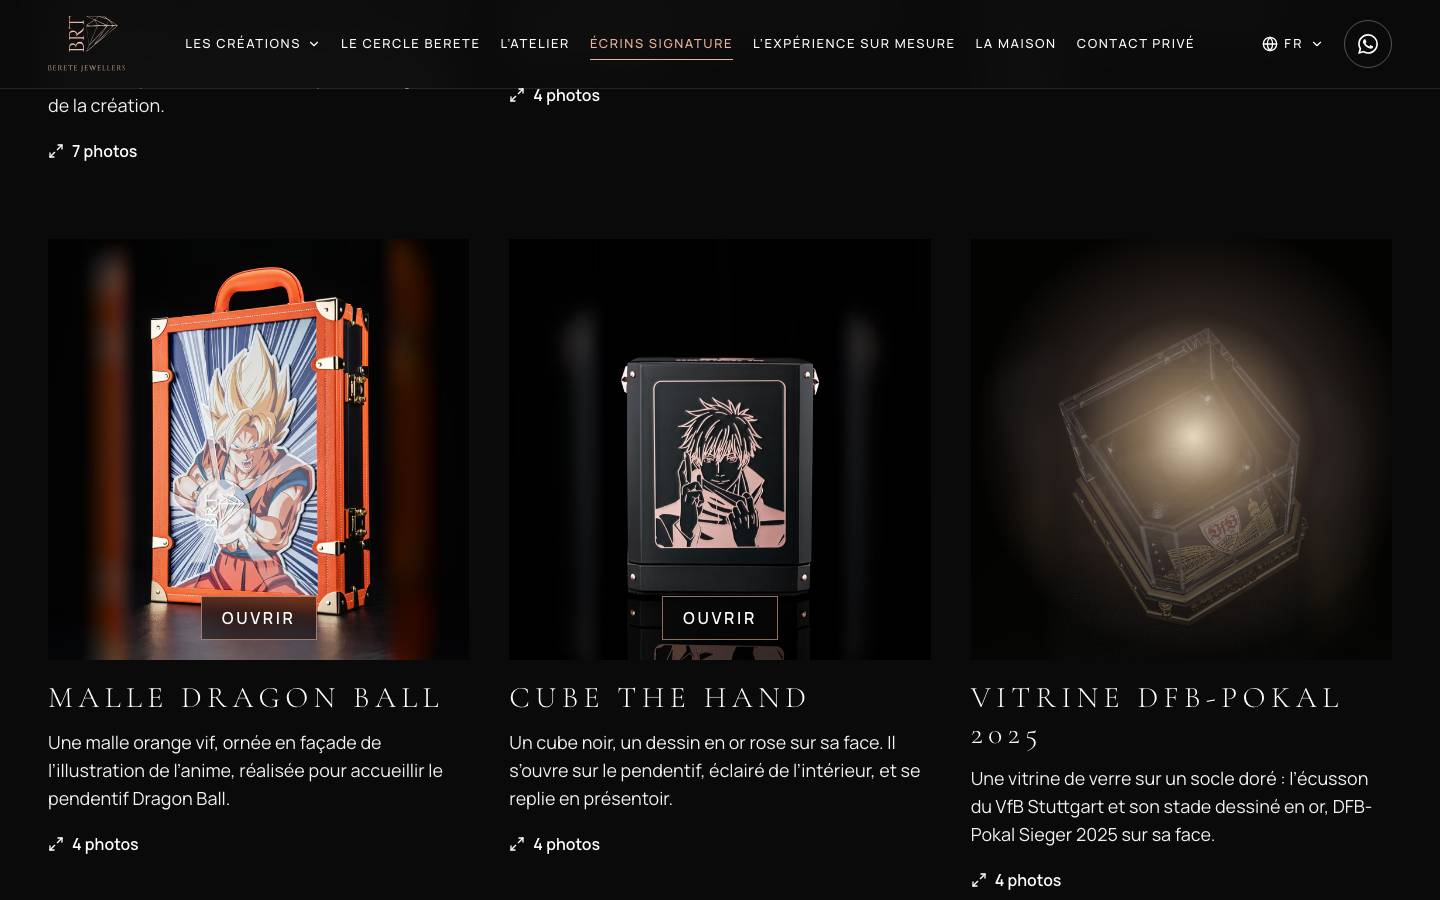 BRT
BERETE JEWELLERS
LES CRÉATIONS
LE CERCLE BERETE
L'ATELIER
ÉCRINS SIGNATURE
L'EXPÉRIENCE SUR MESURE
LA MAISON
CONTACT PRIVÉ
FR
de la création.
7 photos
4 photos
BRT
OUVRIR
OUVRIR
VfB
MALLE DRAGON BALL
Une malle orange vif, ornée en façade de
l'illustration de l'anime, réalisée pour accueillir le
pendentif Dragon Ball.
4 photos
CUBE THE HAND
Un cube noir, un dessin en or rose sur sa face. Il
s'ouvre sur le pendentif, éclairé de l'intérieur, et se
replie en présentoir.
4 photos
VITRINE DFB-POKAL
2025
Une vitrine de verre sur un socle doré : l'écusson
du VfB Stuttgart et son stade dessiné en or, DFB-
Pokal Sieger 2025 sur sa face.
4 photos